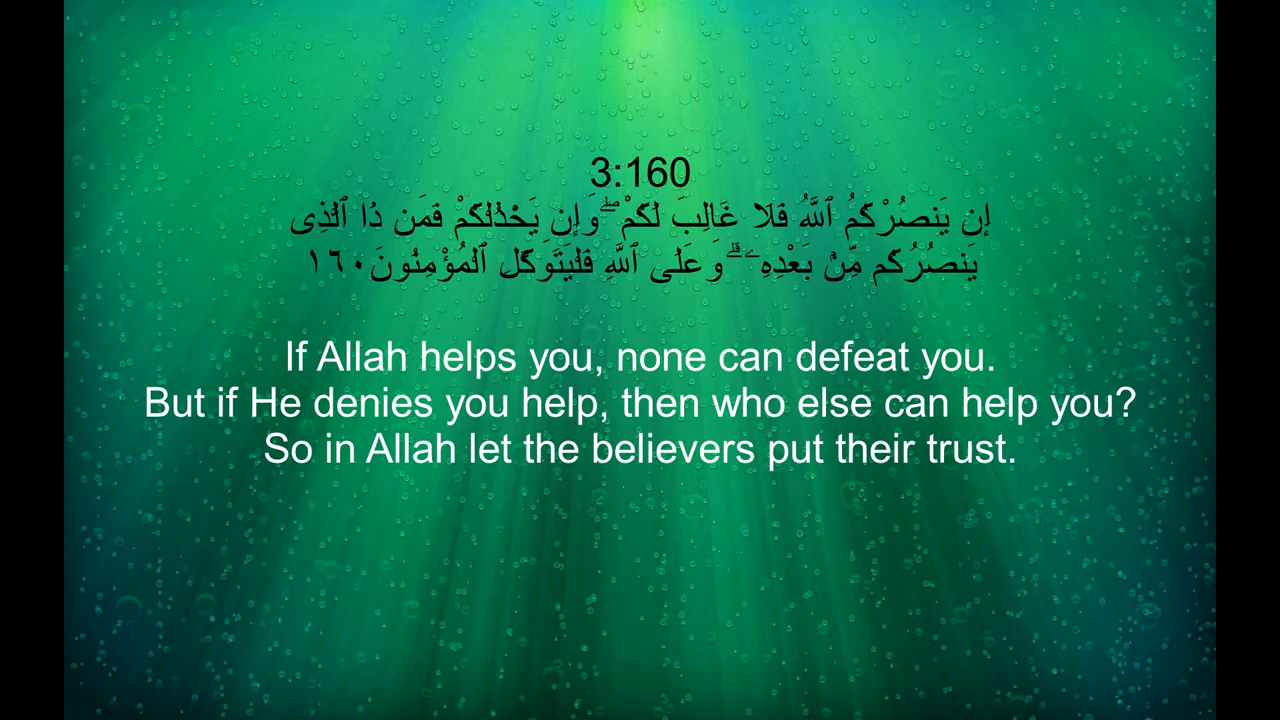 3:160
إِن يَنصُرْكُمُ ٱللَّهُ فَلَا غَالِبَ لَكُمْ ۖ وَإِن يَخْذُلْكُمْ فَمَن ذَا ٱلَّذِى
يَنصُرُكُم مِّنۢ بَعْدِهِۦ ۗ وَعَلَى ٱللَّهِ فَلْيَتَوَكَّلِ ٱلْمُؤْمِنُونَ ١٦٠
If Allah helps you, none can defeat you.
But if He denies you help, then who else can help you?
So in Allah let the believers put their trust.